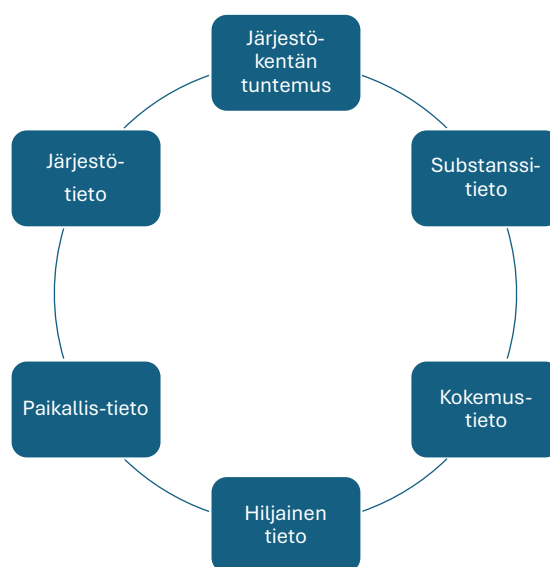 Järjestö-
kentän
tuntemus
Substanssi-
tieto
Kokemus-
tieto
Hiljainen
tieto
Paikallis-tieto
Järjestö-
tieto